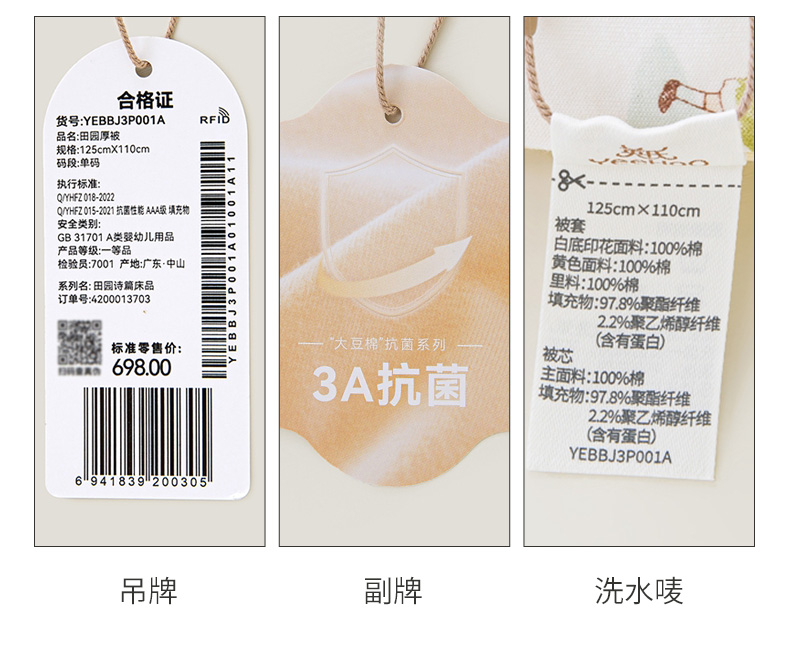 合格证
货号:YEBBJ3P001A
RFID
品名:田园厚被
规格:125cmX110cm
码段:单码
执行标准:
Q/YHFZ 018-2022
Q/YHFZ 015-2021 抗菌性能 AAA级 填充物
安全类别:
GB 31701 A类婴幼儿用品
产品等级:一等品
检验员:7001 产地:广东·中山
系列名:田园诗篇床品
订单号:4200013703
YEBBJ3P001A01001A11
标准零售价:
698.00
6 941839 200305
吊牌
“大豆棉”抗菌系列
3A抗菌
副牌
125cm×110cm
被套
白底印花面料:100%棉
黄色面料:100%棉
里料:100%棉
填充物:97.8%聚酯纤维
2.2%聚乙烯醇纤维
(含有蛋白)
被芯
主面料:100%棉
填充物:97.8%聚酯纤维
2.2%聚乙烯醇纤维
(含有蛋白)
YEBBJ3P001A
洗水唛